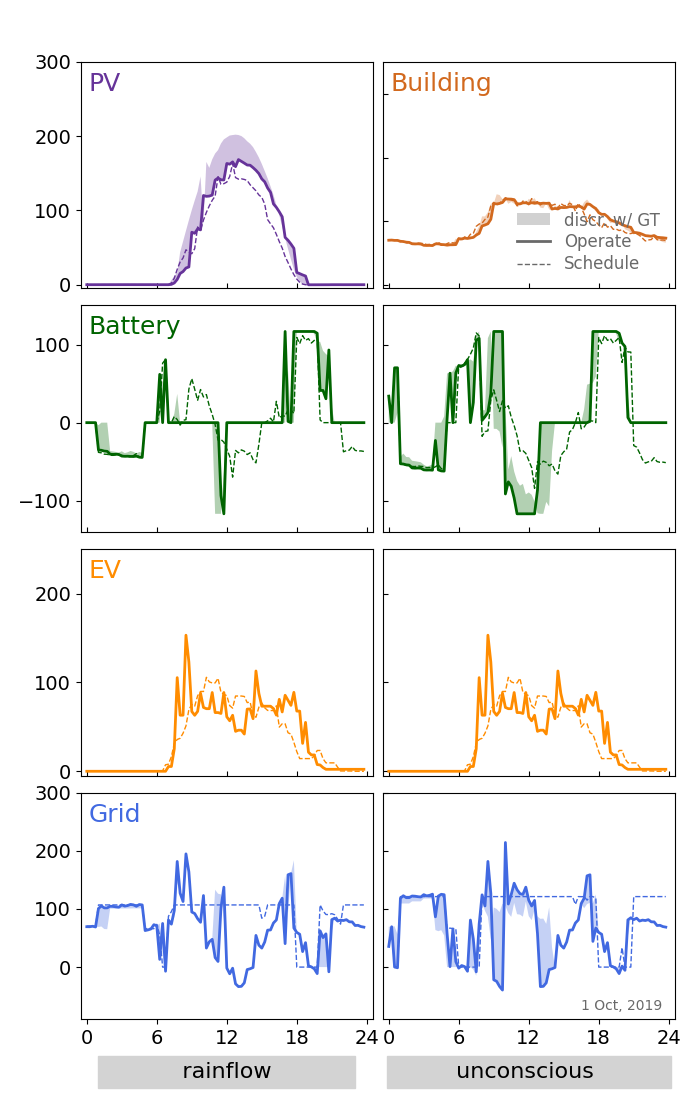 300
PV
Building
200
discr. w/ GT
100
Operate
Schedule
0
Battery
100
0
−100
EV
200
100
0
300
Grid
200
100
0
1 Oct, 2019
0 6 12 18 24 0 6 12 18 24
rainflow unconscious